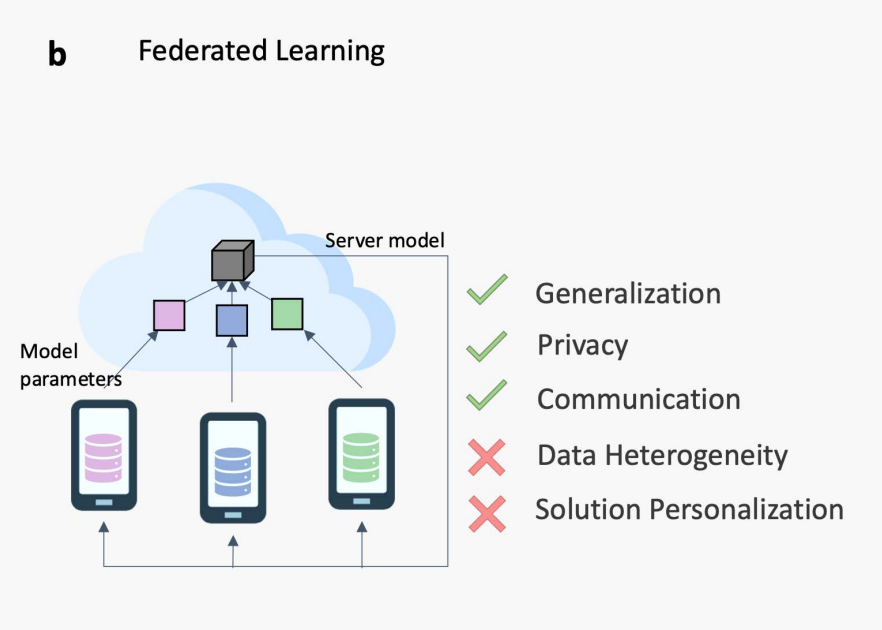 b Federated Learning
Server model
Model
parameters
Generalization
Privacy
Communication
Data Heterogeneity
Solution Personalization